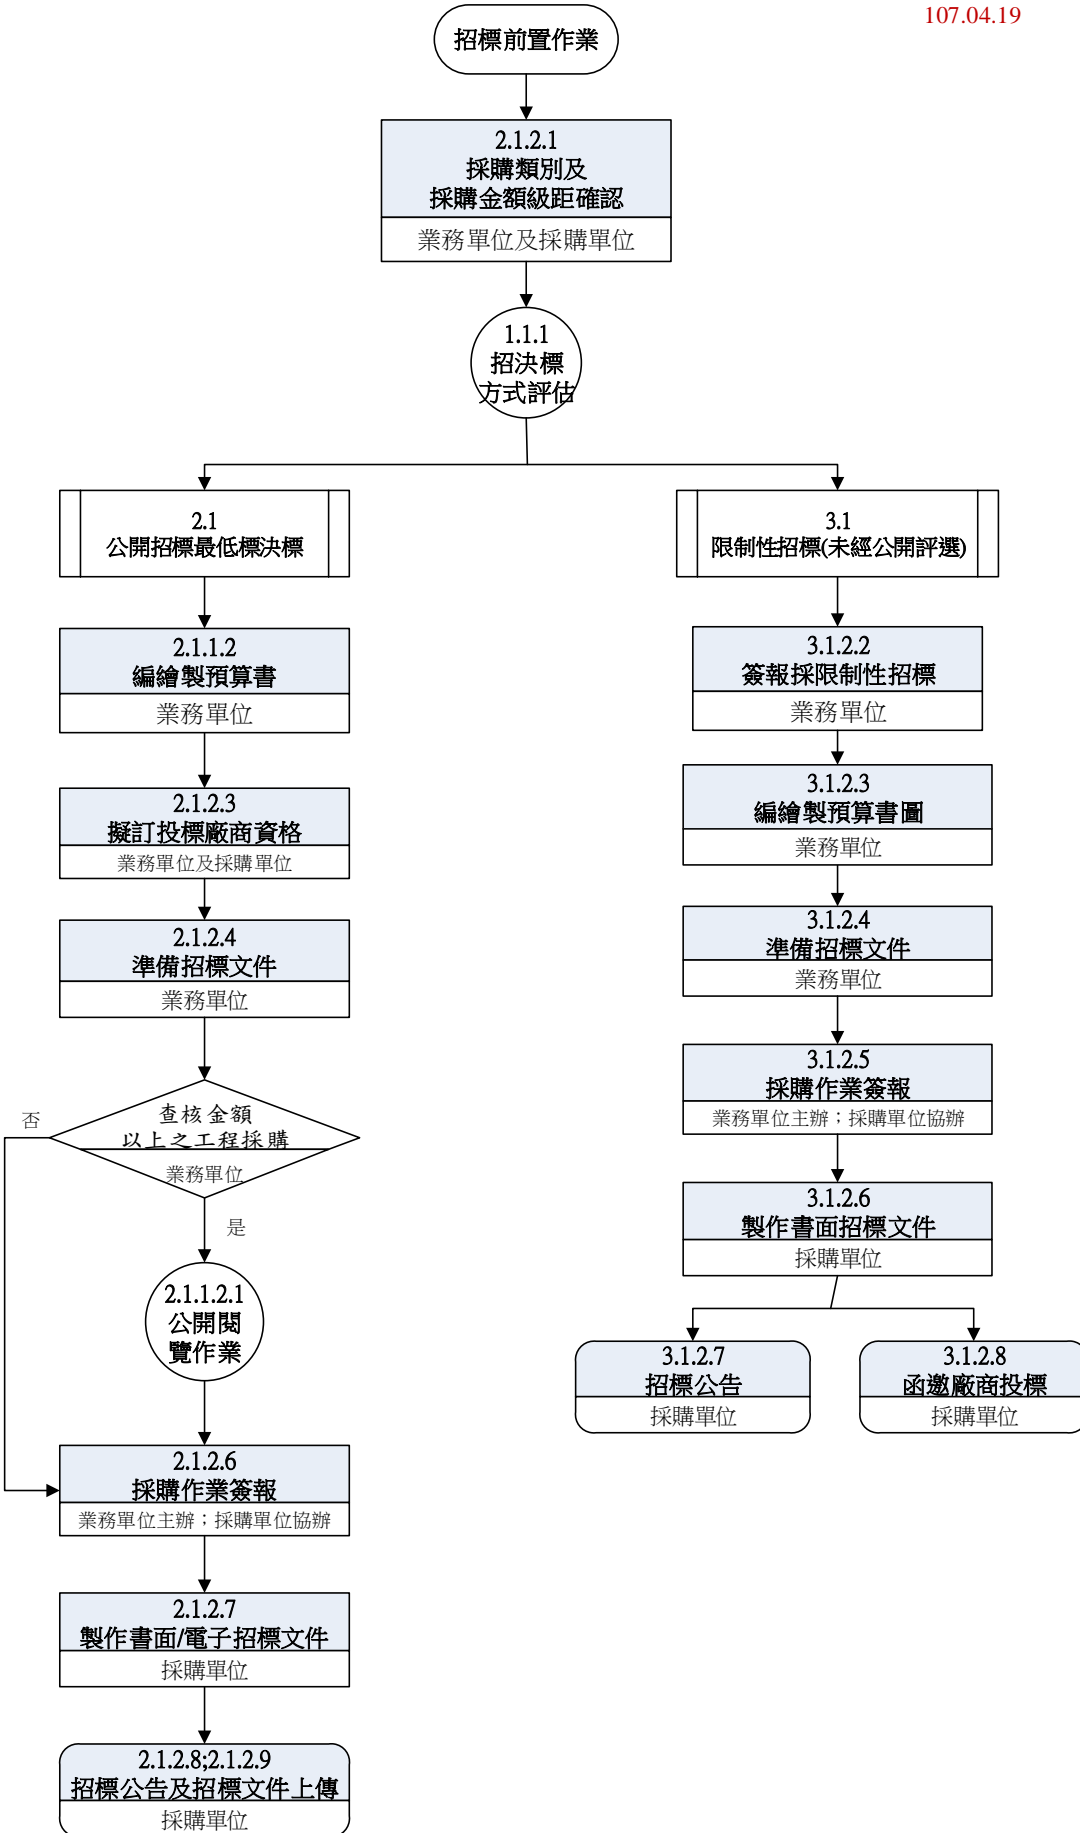 107.04.19
招標前置作業
2.1.2.1
採購類別及
採購金額級距確認
業務單位及採購單位
1.1.1
招決標
方式評估
2.1
公開招標最低標決標
2.1.1.2
編繪製預算書
業務單位
2.1.2.3
擬訂投標廠商資格
業務單位及採購單位
2.1.2.4
準備招標文件
業務單位
查核金額
以上之工程採購
業務單位
否
是
2.1.1.2.1
公開閱
覽作業
2.1.2.6
採購作業簽報
業務單位主辦；採購單位協辦
2.1.2.7
製作書面/電子招標文件
採購單位
2.1.2.8;2.1.2.9
招標公告及招標文件上傳
採購單位
3.1
限制性招標(未經公開評選)
3.1.2.2
簽報採限制性招標
業務單位
3.1.2.3
編繪製預算書圖
業務單位
3.1.2.4
準備招標文件
業務單位
3.1.2.5
採購作業簽報
業務單位主辦；採購單位協辦
3.1.2.6
製作書面招標文件
採購單位
3.1.2.7
招標公告
採購單位
3.1.2.8
函邀廠商投標
採購單位